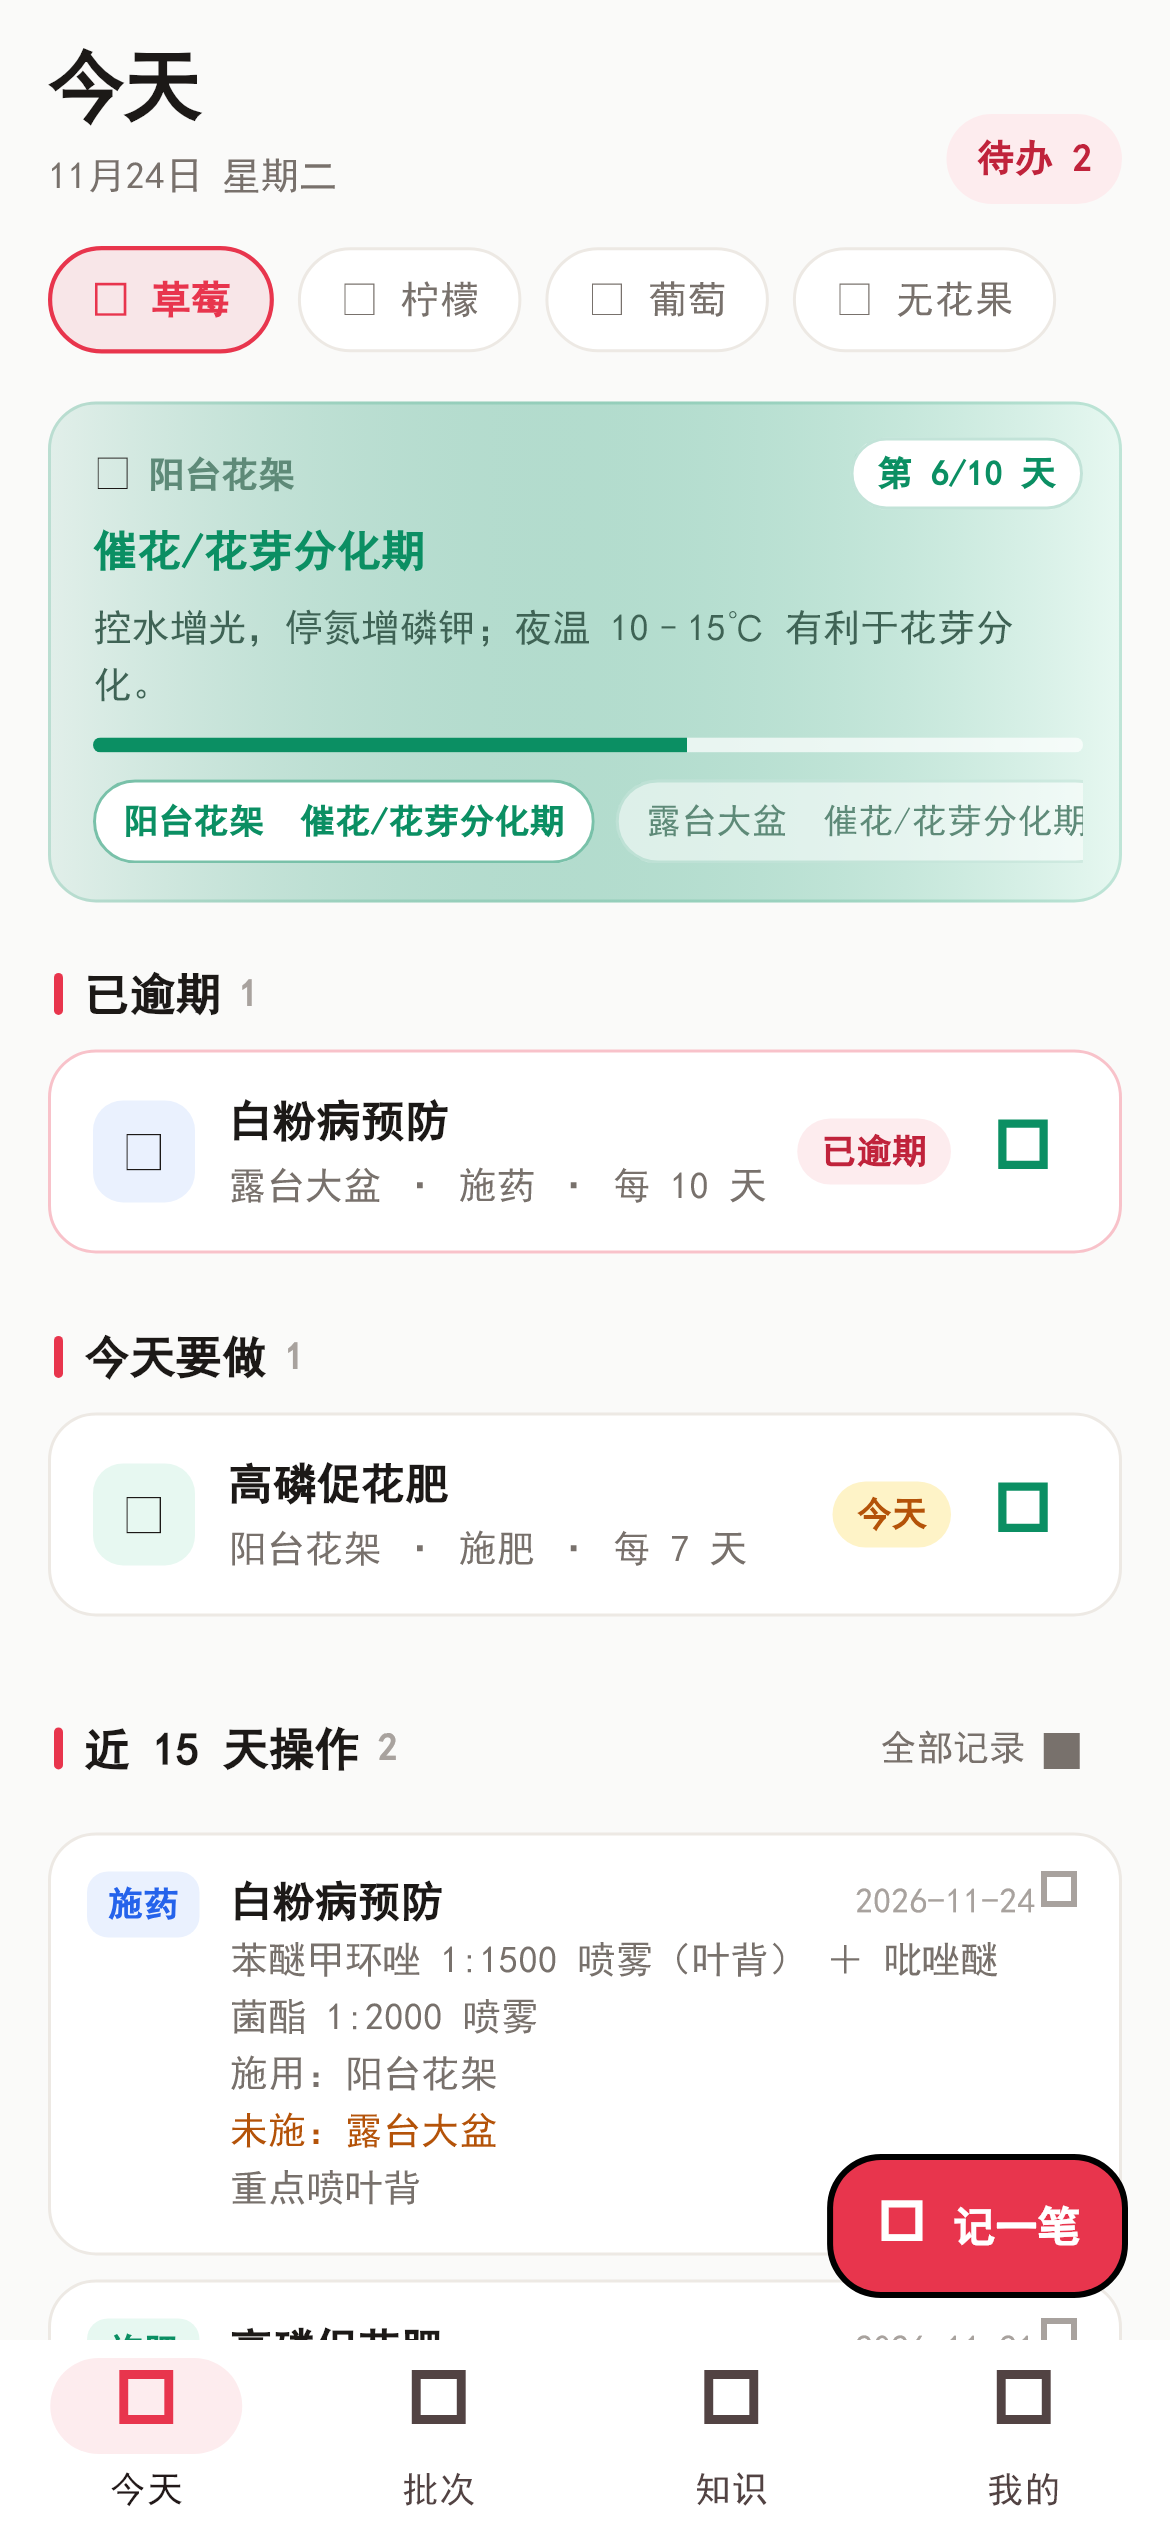 今天
11月24日 星期二
待办 2
草莓
柠檬
葡萄
无花果
阳台花架
第 6/10 天
催花/花芽分化期
控水增光，停氮增磷钾；夜温 10–15℃ 有利于花芽分
化。
阳台花架 催花/花芽分化期
露台大盆 催花/花芽分化期
已逾期 1
白粉病预防
露台大盆 · 施药 · 每 10 天
已逾期
今天要做 1
高磷促花肥
阳台花架 · 施肥 · 每 7 天
今天
近 15 天操作 2
全部记录
施药
白粉病预防
2026-11-24
苯醚甲环唑 1:1500 喷雾（叶背） ＋ 吡唑醚
菌酯 1:2000 喷雾
施用：阳台花架
未施：露台大盆
重点喷叶背
记一笔
高磷促花肥
今天
批次
知识
我的